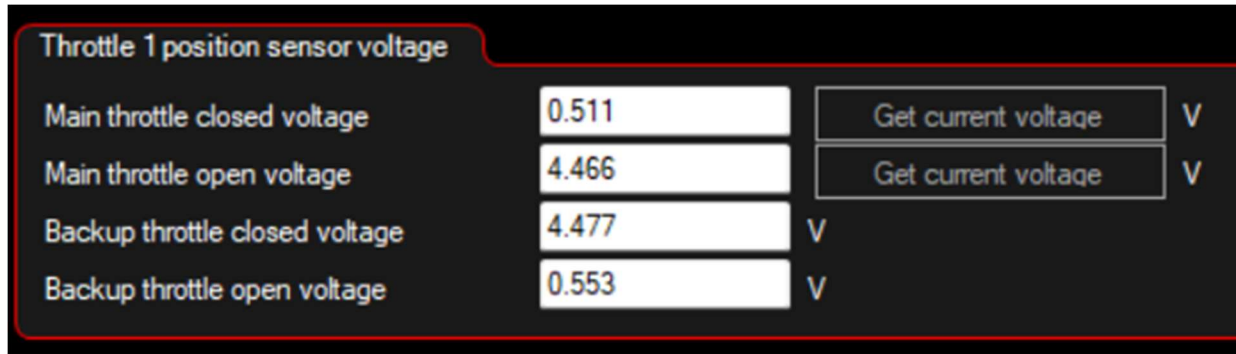 Throttle 1 position sensor voltage
Main throttle closed voltage 0.511 Get current voltage V
Main throttle open voltage 4.466 Get current voltage V
Backup throttle closed voltage 4.477 V
Backup throttle open voltage 0.553 V